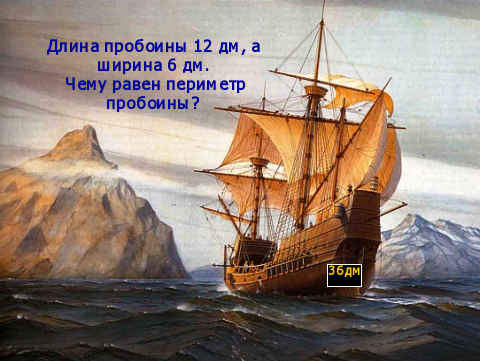 Длина пробоины 12 дм, а
ширина 6 дм.
Чему равен периметр
пробоины?
36дм